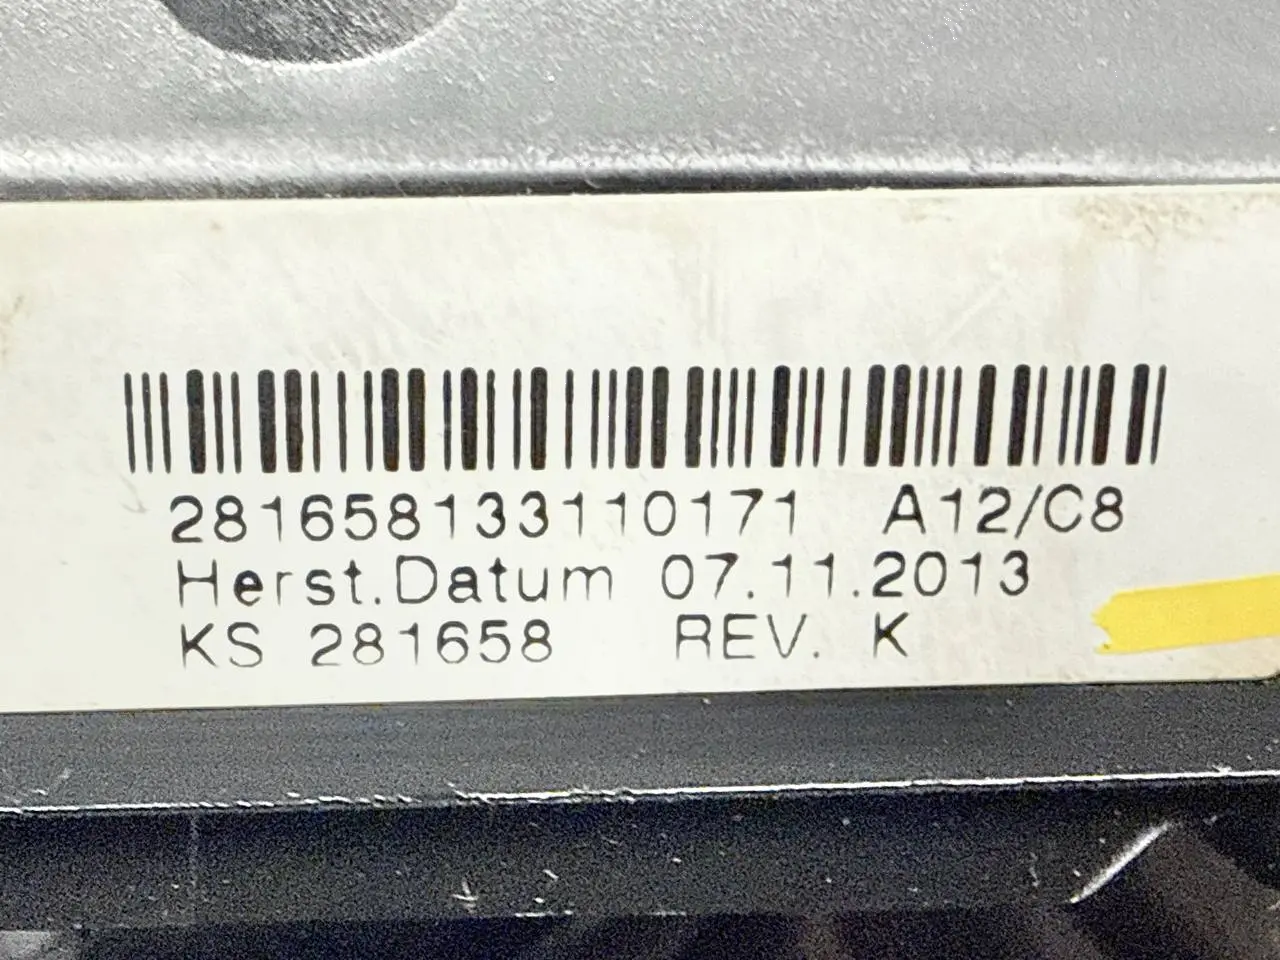 281658133110171 A12/C8
Herst.Datum 07.11.2013
KS 281658 REV. K